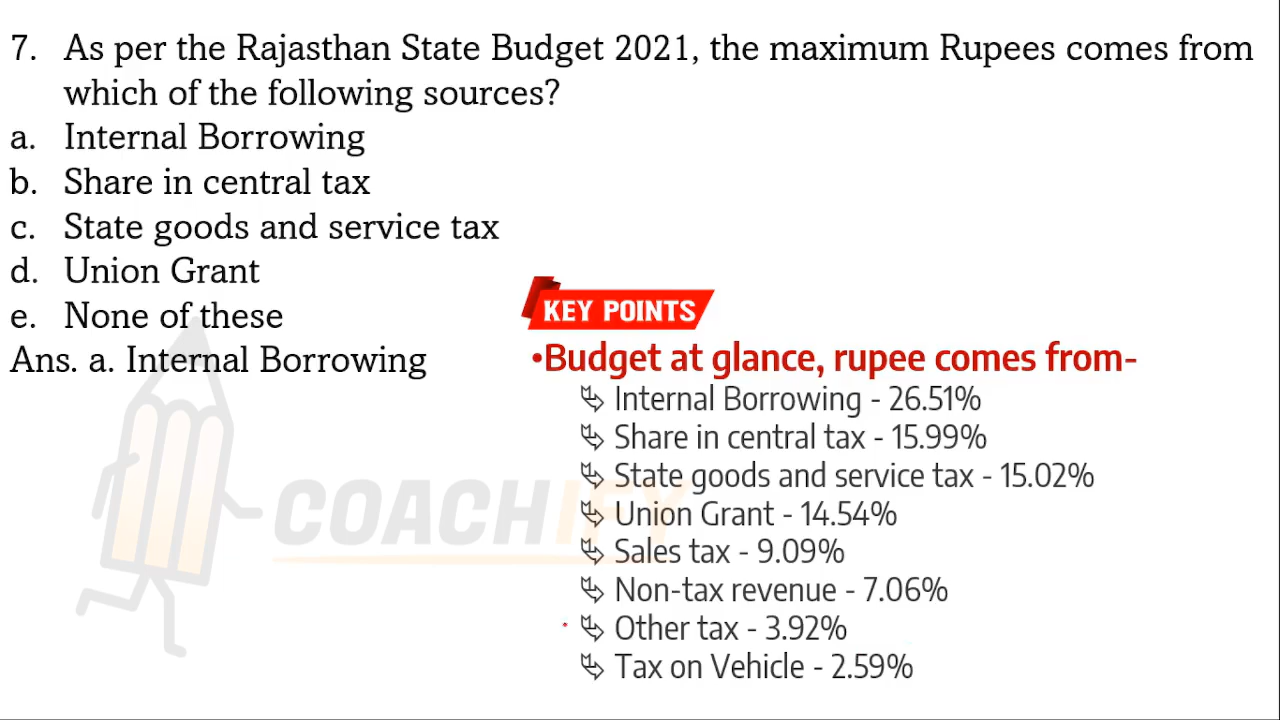 7. As per the Rajasthan State Budget 2021, the maximum Rupees comes from
which of the following sources?
a. Internal Borrowing
b. Share in central tax
c. State goods and service tax
d. Union Grant
e. None of these
Ans. a. Internal Borrowing
KEY POINTS
•Budget at glance, rupee comes from-
Internal Borrowing - 26.51%
Share in central tax - 15.99%
State goods and service tax - 15.02%
Union Grant - 14.54%
Sales tax - 9.09%
Non-tax revenue - 7.06%
Other tax - 3.92%
Tax on Vehicle - 2.59%
COACHIFY